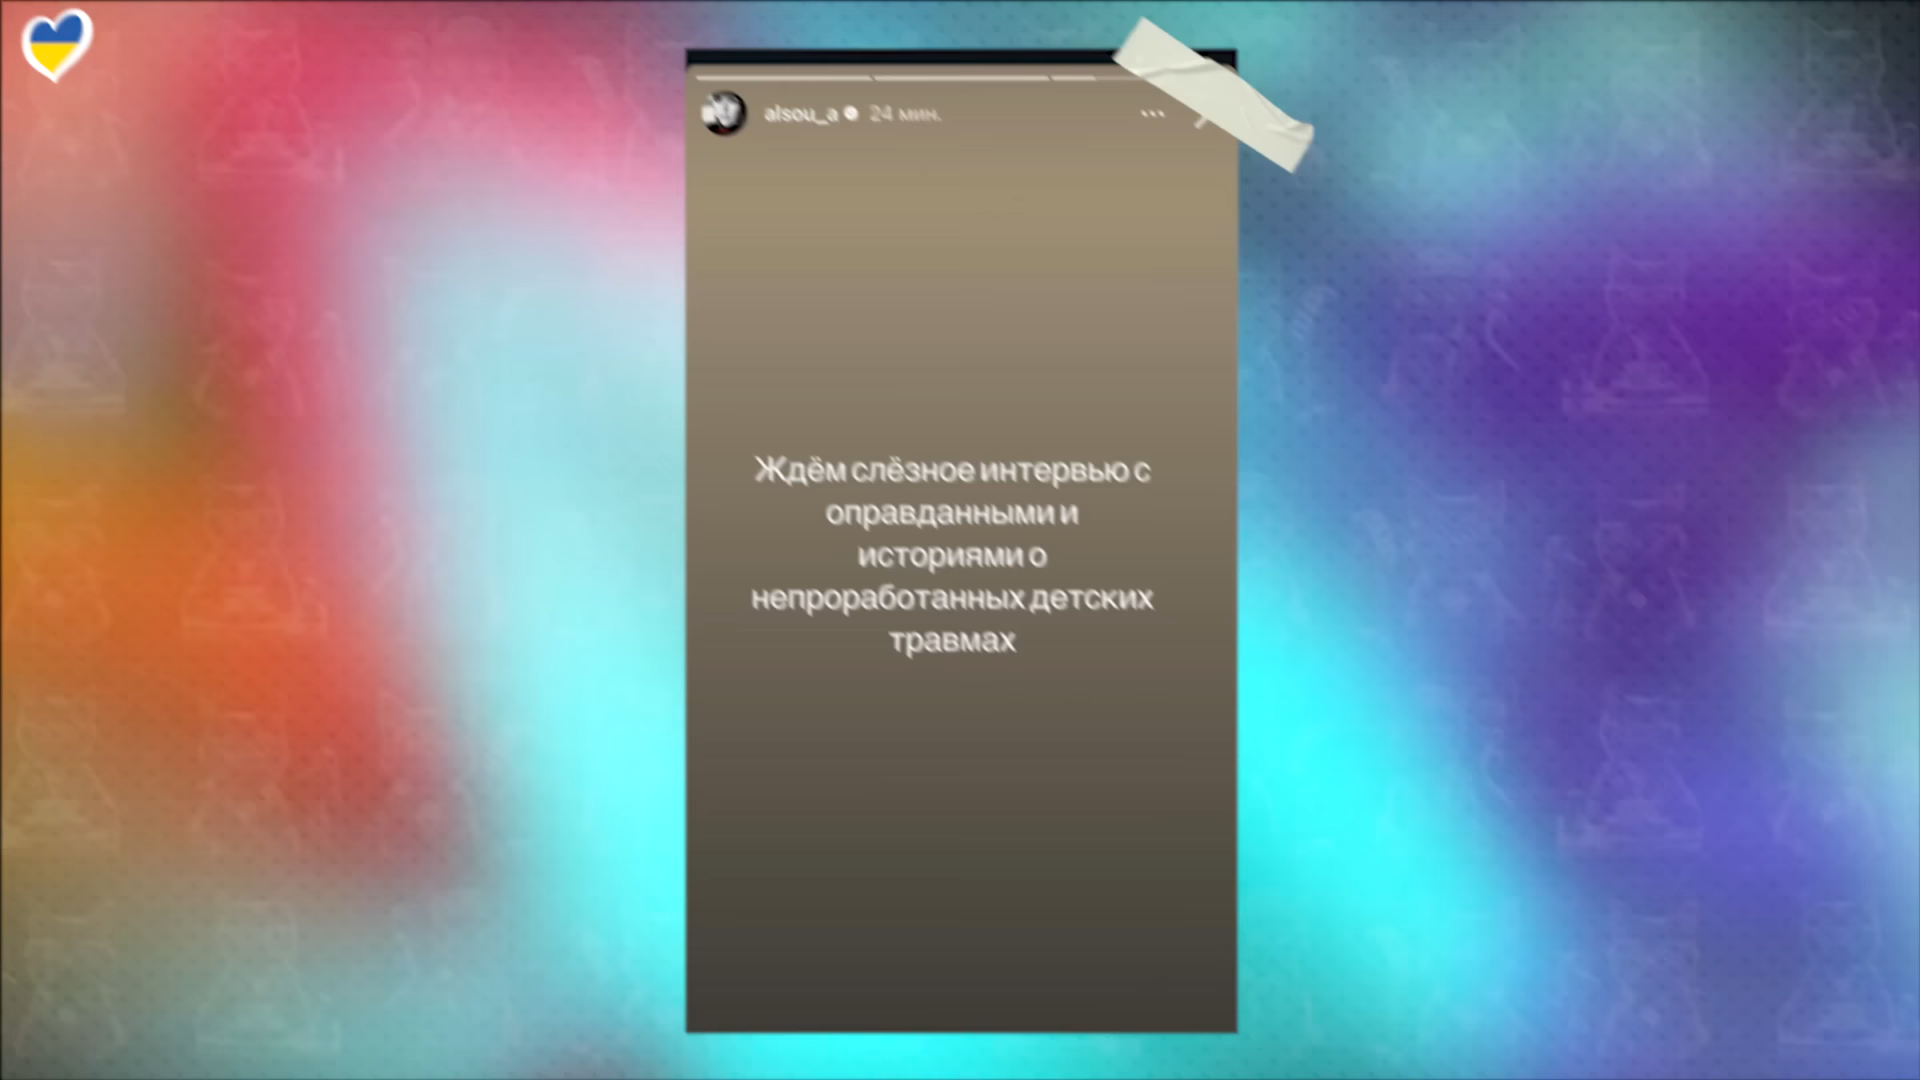 alsou_a 24 мин.
Ждём слёзное интервью с
оправданными и
историями о
непроработанных детских
травмах